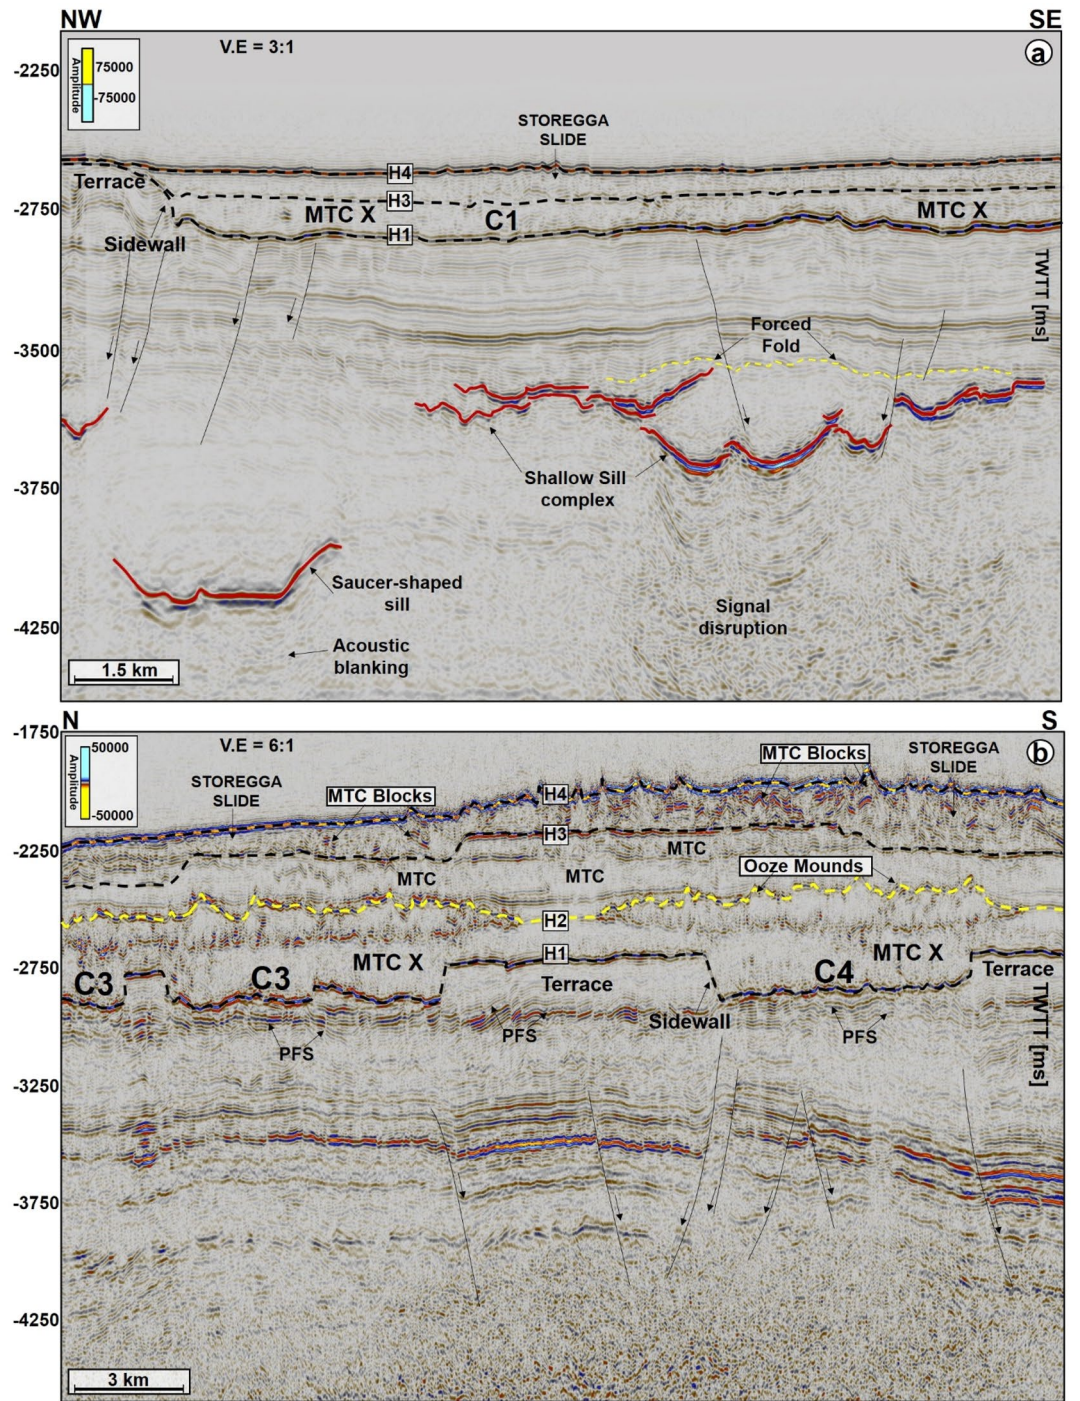 NW
SE
V.E = 3:1
a
Amplitude
75000
-75000
-2250
STOREGGA
SLIDE
H4
Terrace
H3
-2750
MTC X
C1
MTC X
H1
Sidewall
TWTT [ms]
Forced
Fold
-3500
Shallow Sill
complex
-3750
Saucer-shaped
sill
Signal
disruption
-4250
Acoustic
blanking
1.5 km
N
S
-1750
V.E = 6:1
b
Amplitude
50000
-50000
MTC Blocks
STOREGGA
SLIDE
STOREGGA
SLIDE
MTC Blocks
H4
H3
-2250
MTC
MTC
MTC
Ooze Mounds
H2
H1
MTC X
MTC X
-2750
C3
C3
C4
Terrace
Terrace
Sidewall
TWTT [ms]
PFS
PFS
PFS
-3250
-3750
-4250
3 km